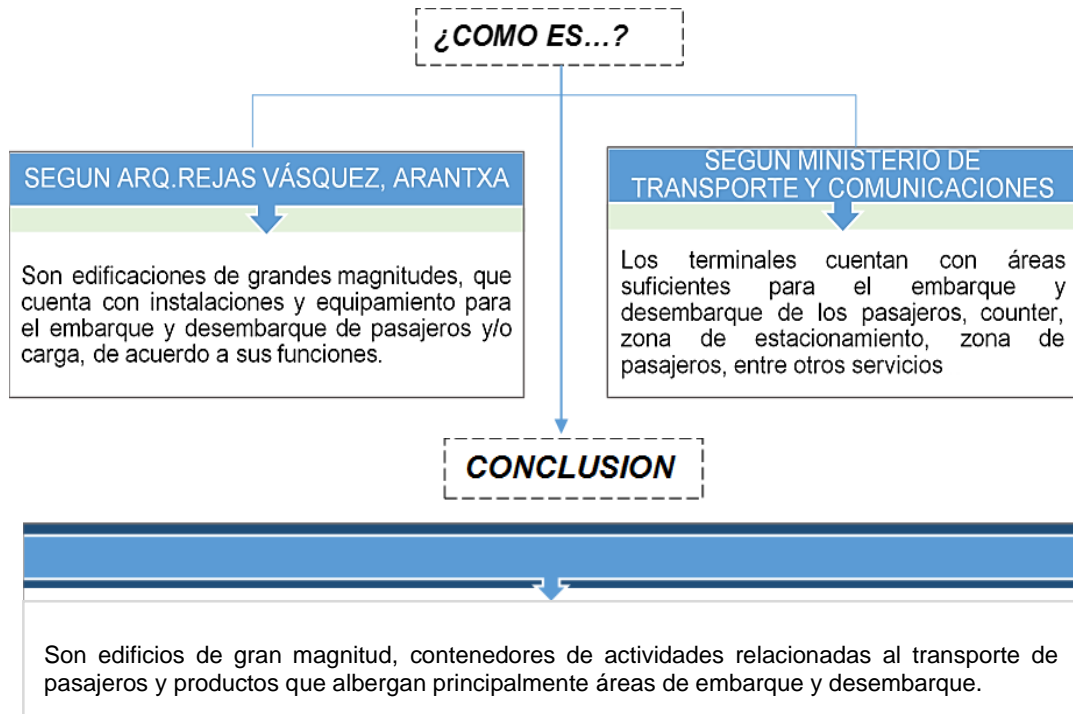 ¿COMO ES...?
SEGUN ARQ.REJAS VÁSQUEZ, ARANTXA
Son edificaciones de grandes magnitudes, que
cuenta con instalaciones y equipamiento para
el embarque y desembarque de pasajeros y/o
carga, de acuerdo a sus funciones.
SEGUN MINISTERIO DE
TRANSPORTE Y COMUNICACIONES
Los terminales cuentan con áreas
suficientes para el embarque y
desembarque de los pasajeros, counter,
zona de estacionamiento, zona de
pasajeros, entre otros servicios
CONCLUSION
Son edificios de gran magnitud, contenedores de actividades relacionadas al transporte de
pasajeros y productos que albergan principalmente áreas de embarque y desembarque.